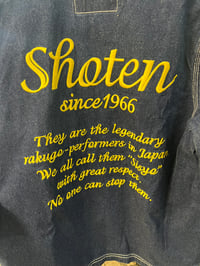 Shoten
since1966
They are the legendary
rakugo-performers in Japan.
We all call them "Sisyo"
with great respect.
No one can stop them.